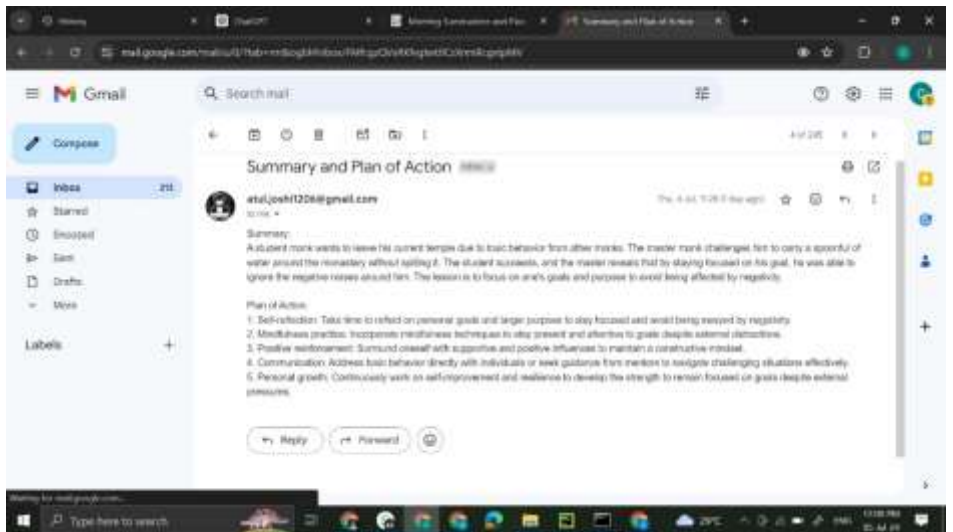 Gmail
Search mail
Compose
Inbox
Starred
Snoozed
Sent
Drafts
More
Labels
Summary and Plan of Action
atul.joshi1206@gmail.com
to me
Summary:
A student monk wants to leave his current temple due to toxic behavior from other monks. The master monk challenges him to carry a spoonful of
water around the monastery without spilling it. The student succeeds, and the master reveals that by staying focused on his goal, he was able to
ignore the negative noises around him. The lesson is to focus on one's goals and purpose to avoid being affected by negativity.
Plan of Action:
1. Self-reflection: Take time to reflect on personal goals and larger purpose to stay focused and avoid being swayed by negativity.
2. Mindfulness practice: Incorporate mindfulness techniques to stay present and attentive to goals despite external distractions.
3. Positive reinforcement: Surround oneself with supportive and positive influences to maintain a constructive mindset.
4. Communication: Address toxic behavior directly with individuals or seek guidance from mentors to navigate challenging situations effectively.
5. Personal growth: Continuously work on self-improvement and resilience to develop the strength to remain focused on goals despite external
pressures.
Reply
Forward
Waiting for mail.google.com...
Type here to search
29°C